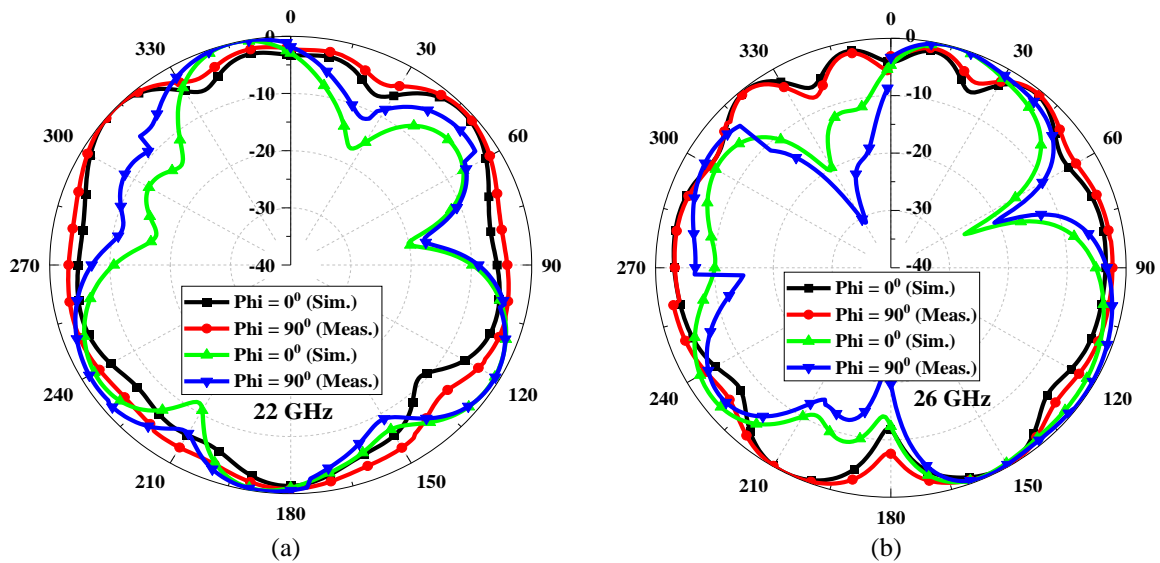 0
30
60
90
120
150
180
210
240
270
300
330
0
-10
-20
-30
-40
Phi = 0⁰ (Sim.)
Phi = 90⁰ (Meas.)
Phi = 0⁰ (Sim.)
Phi = 90⁰ (Meas.)
22 GHz
(a)
0
30
60
90
120
150
180
210
240
270
300
330
0
-10
-20
-30
-40
Phi = 0⁰ (Sim.)
Phi = 90⁰ (Meas.)
Phi = 0⁰ (Sim.)
Phi = 90⁰ (Meas.)
26 GHz
(b)